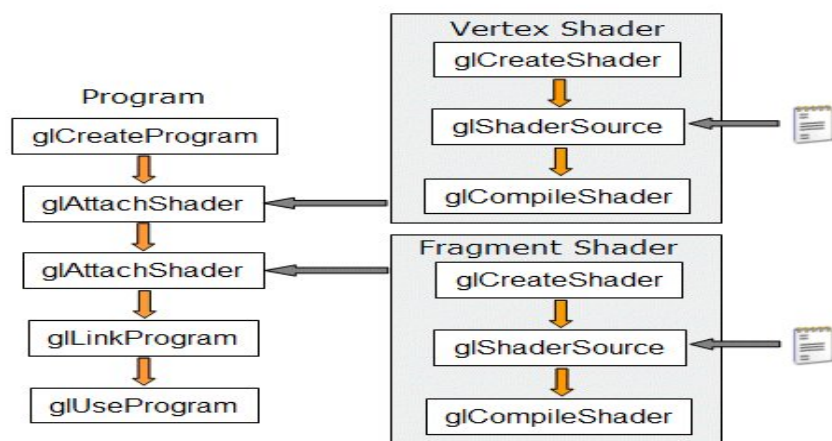 Program
glCreateProgram
glAttachShader
glAttachShader
glLinkProgram
glUseProgram
Vertex Shader
glCreateShader
glShaderSource
glCompileShader
Fragment Shader
glCreateShader
glShaderSource
glCompileShader